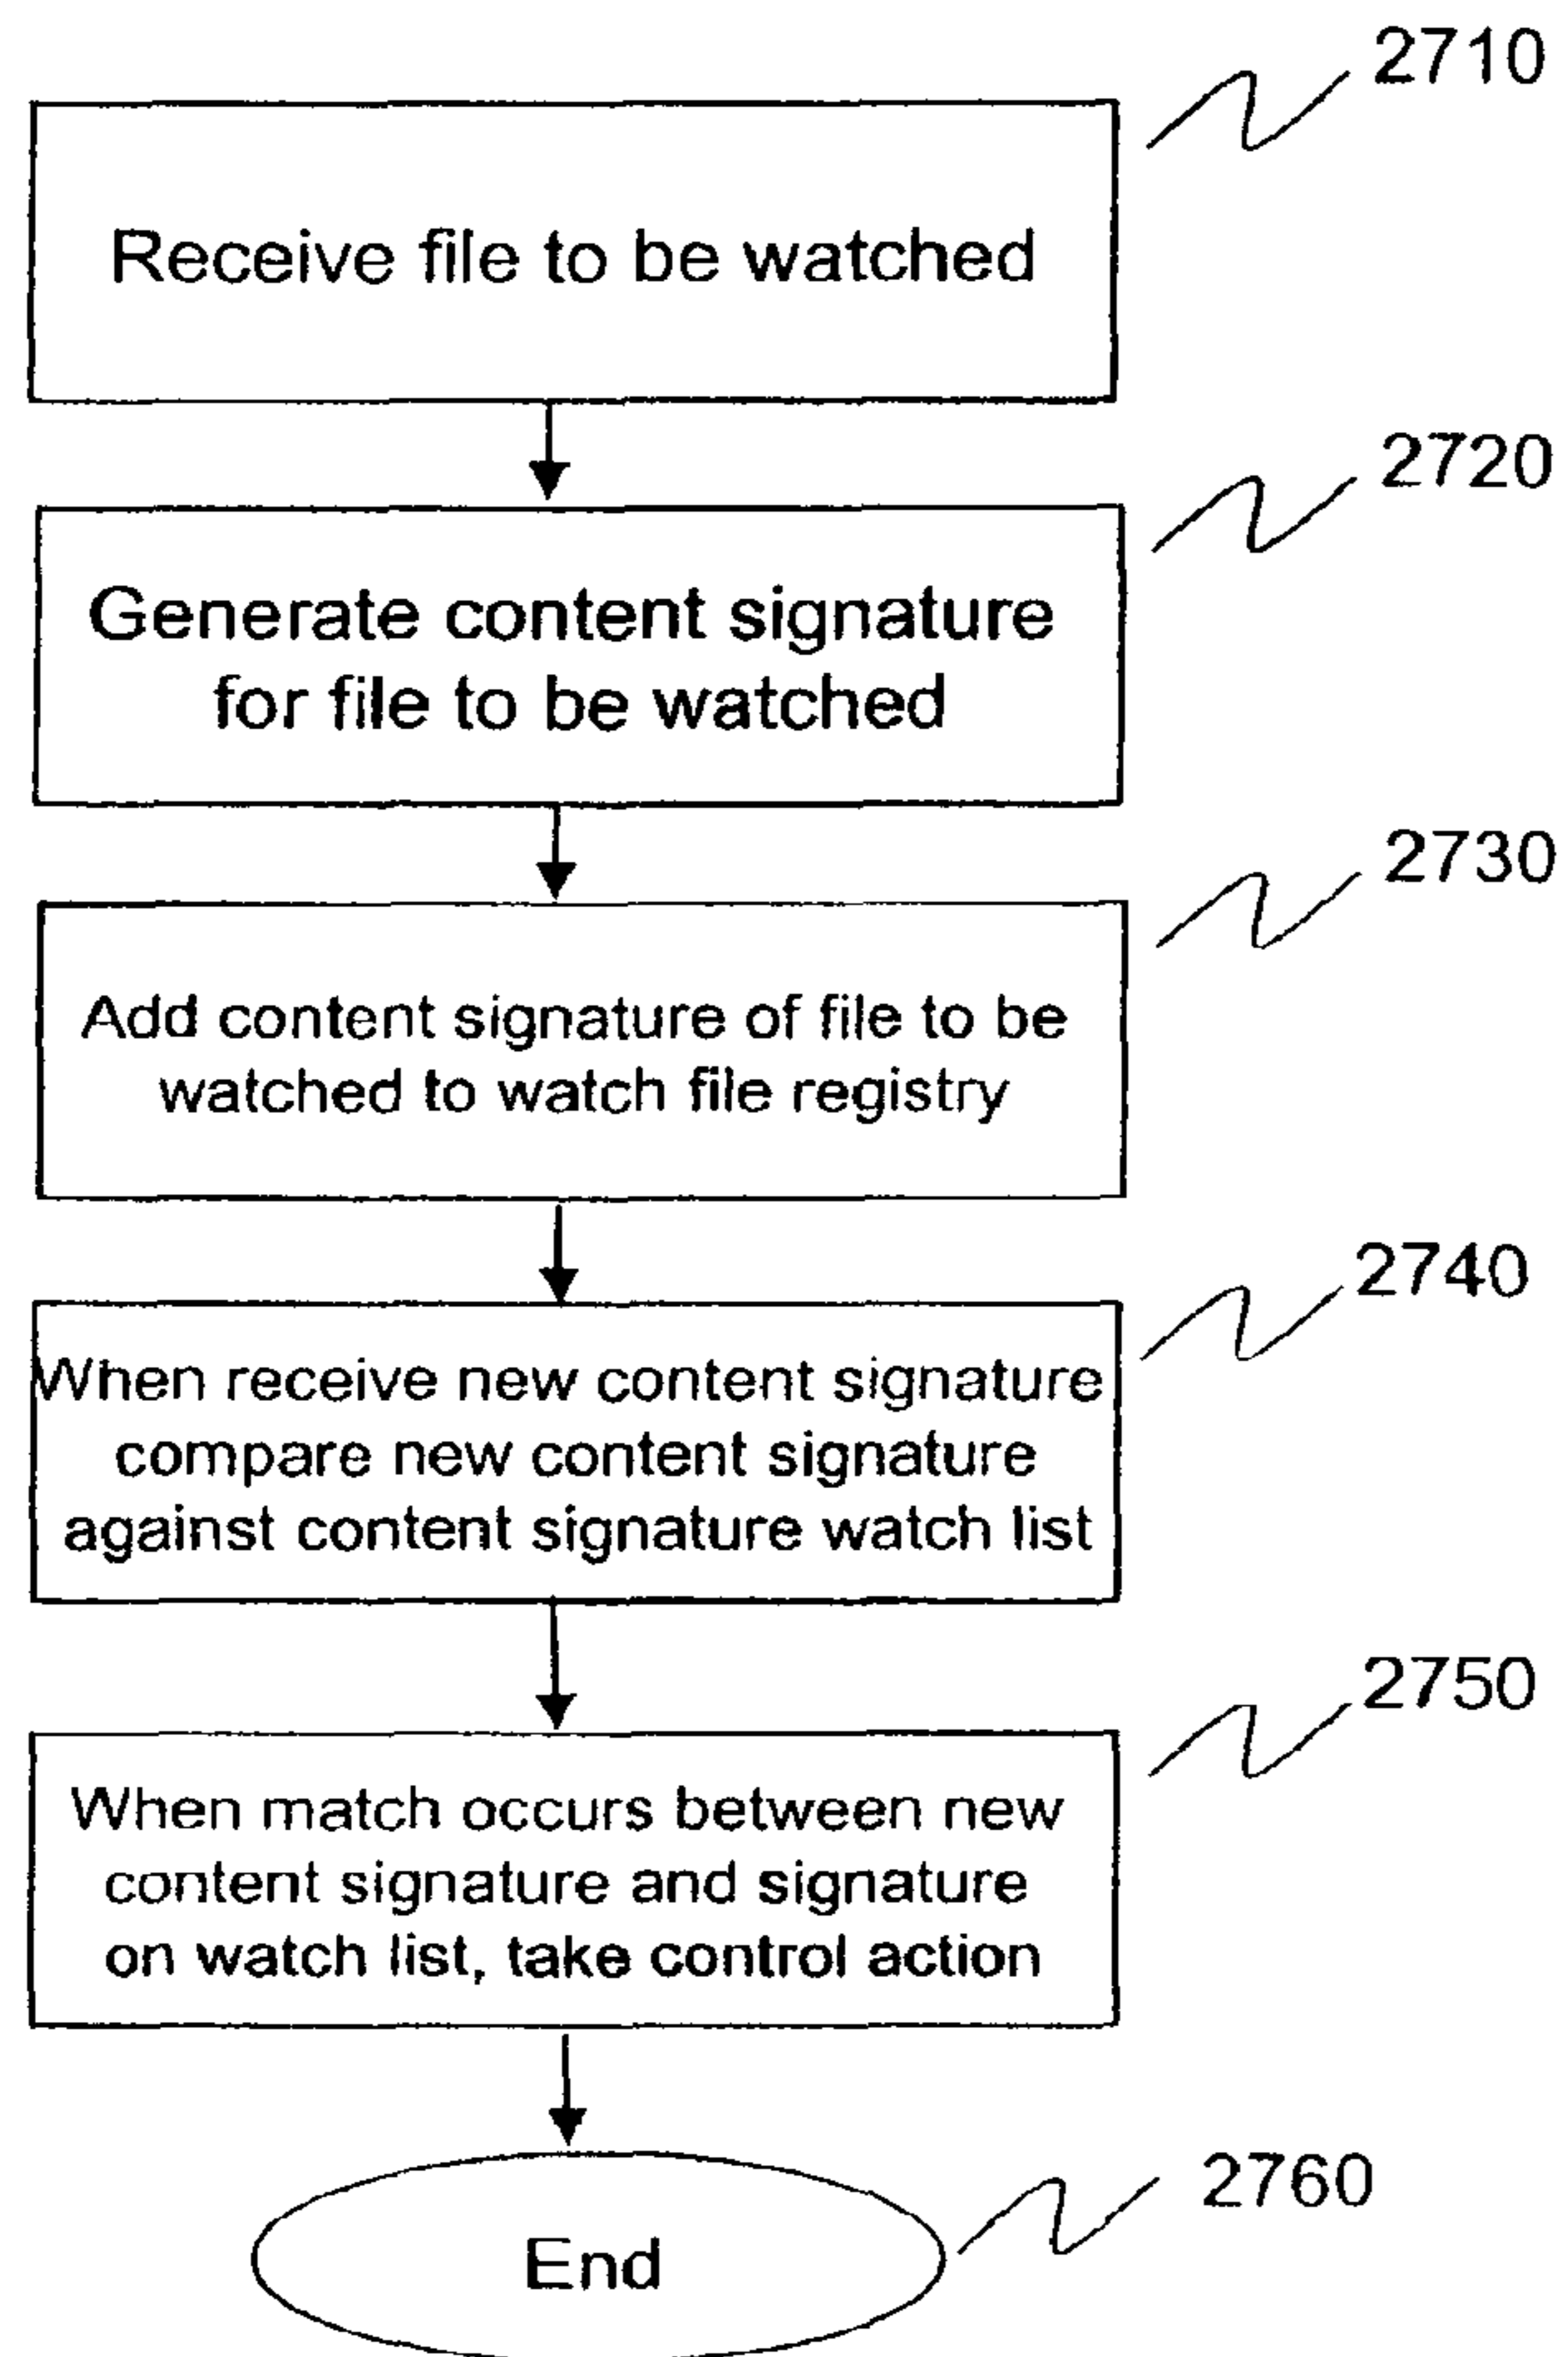 2710
Receive file to be watched
2720
Generate content signature
for file to be watched
2730
Add content signature of file to be
watched to watch file registry
2740
When receive new content signature
compare new content signature
against content signature watch list
2750
When match occurs between new
content signature and signature
on watch list, take control action
2760
End